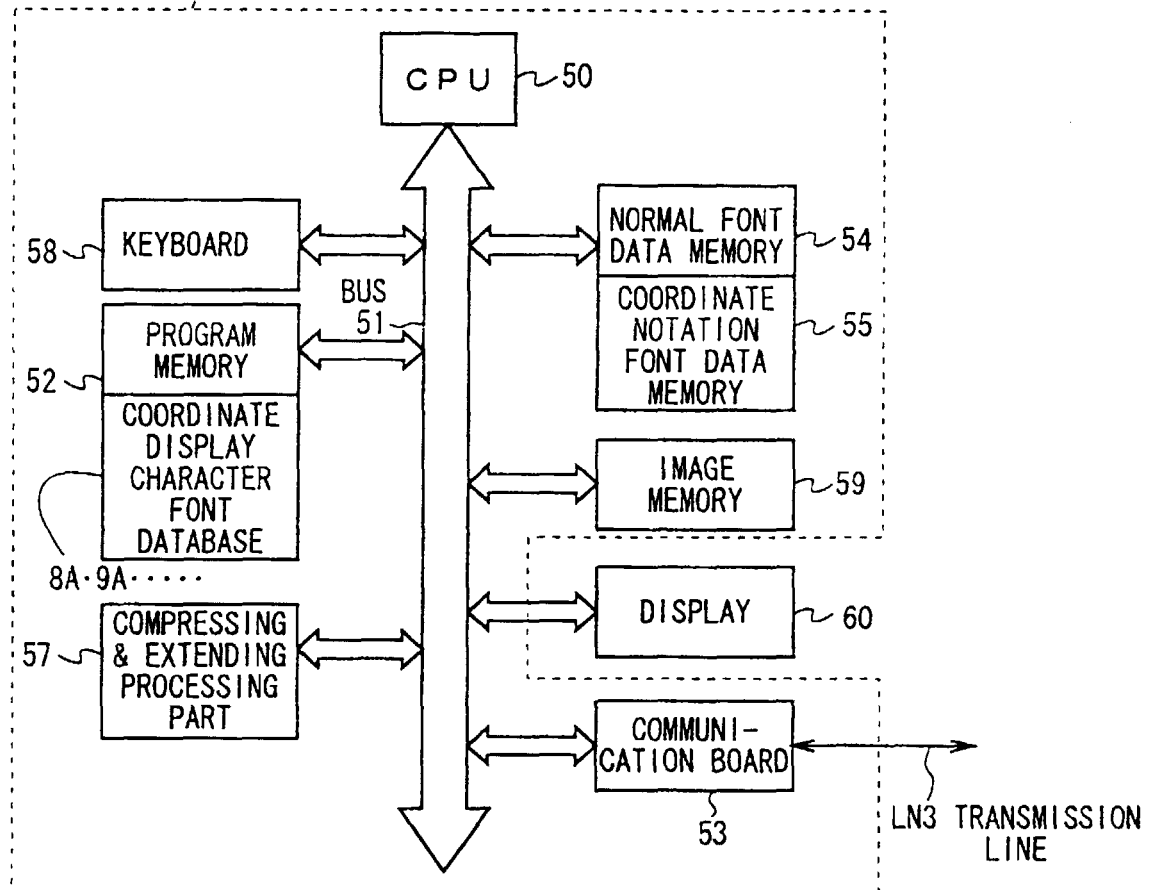 CPU
50
58
KEYBOARD
NORMAL FONT
DATA MEMORY
54
BUS
51
52
PROGRAM
MEMORY
COORDINATE
NOTATION
FONT DATA
MEMORY
55
COORDINATE
DISPLAY
CHARACTER
FONT
DATABASE
IMAGE
MEMORY
59
8A·9A·····
57
COMPRESSING
& EXTENDING
PROCESSING
PART
DISPLAY
60
COMMUNI-
CATION BOARD
53
LN3 TRANSMISSION
LINE